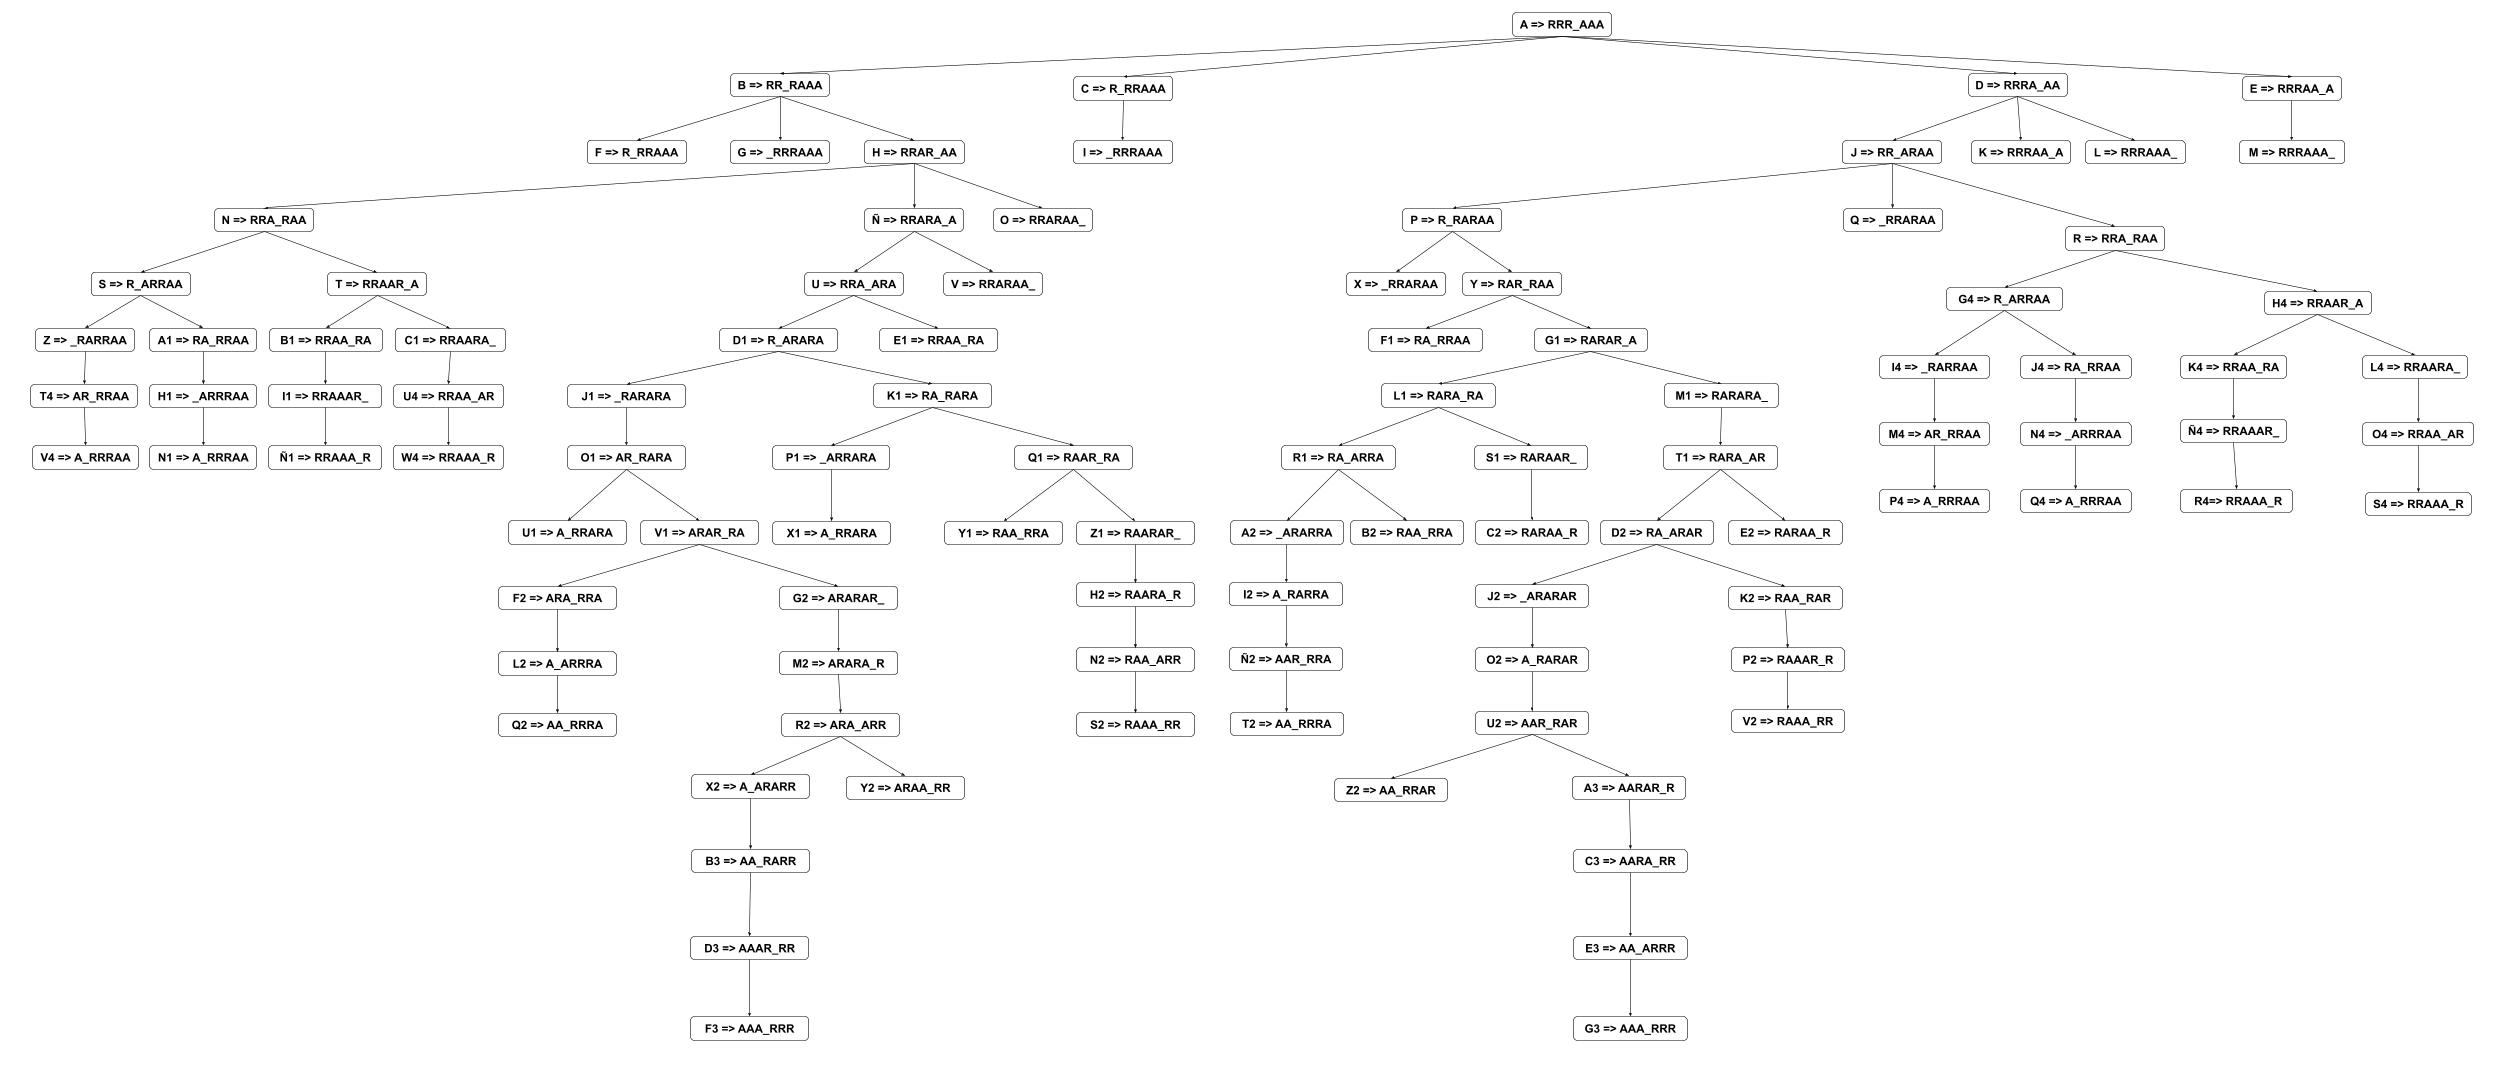 A => RRR_AAA
B => RR_RAAA
C => R_RRAAA
D => RRRA_AA
E => RRRAA_A
F => R_RRAAA
G => _RRRAAA
H => RRAR_AA
I => _RRRAAA
J => RR_ARAA
K => RRRAA_A
L => RRRAAA_
M => RRRAAA_
N => RRA_RAA
Ñ => RRARA_A
O => RRARAA_
P => R_RARAA
Q => _RRARAA
R => RRA_RAA
S => R_ARRAA
T => RRAAR_A
U => RRA_ARA
V => RRARAA_
X => _RRARAA
Y => RAR_RAA
G4 => R_ARRAA
H4 => RRAAR_A
Z => _RARRAA
A1 => RA_RRAA
B1 => RRAA_RA
C1 => RRAARA_
D1 => R_ARARA
E1 => RRAA_RA
F1 => RA_RRAA
G1 => RARAR_A
I4 => _RARRAA
J4 => RA_RRAA
K4 => RRAA_RA
L4 => RRAARA_
T4 => AR_RRAA
H1 => _ARRRAA
I1 => RRAAAR_
U4 => RRAA_AR
J1 => _RARARA
K1 => RA_RARA
L1 => RARA_RA
M1 => RARARA_
M4 => AR_RRAA
N4 => _ARRRAA
Ñ4 => RRAAAR_
O4 => RRAA_AR
V4 => A_RRRAA
N1 => A_RRRAA
Ñ1 => RRAAA_R
W4 => RRAAA_R
O1 => AR_RARA
P1 => _ARRARA
Q1 => RAAR_RA
R1 => RA_ARRA
S1 => RARAAR_
T1 => RARA_AR
P4 => A_RRRAA
Q4 => A_RRRAA
R4=> RRAAA_R
S4 => RRAAA_R
U1 => A_RRARA
V1 => ARAR_RA
X1 => A_RRARA
Y1 => RAA_RRA
Z1 => RAARAR_
A2 => _ARARRA
B2 => RAA_RRA
C2 => RARAA_R
D2 => RA_ARAR
E2 => RARAA_R
F2 => ARA_RRA
G2 => ARARAR_
H2 => RAARA_R
I2 => A_RARRA
J2 => _ARARAR
K2 => RAA_RAR
L2 => A_ARRRA
M2 => ARARA_R
N2 => RAA_ARR
Ñ2 => AAR_RRA
O2 => A_RARAR
P2 => RAAAR_R
Q2 => AA_RRRA
R2 => ARA_ARR
S2 => RAAA_RR
T2 => AA_RRRA
U2 => AAR_RAR
V2 => RAAA_RR
X2 => A_ARARR
Y2 => ARAA_RR
Z2 => AA_RRAR
A3 => AARAR_R
B3 => AA_RARR
C3 => AARA_RR
D3 => AAAR_RR
E3 => AA_ARRR
F3 => AAA_RRR
G3 => AAA_RRR